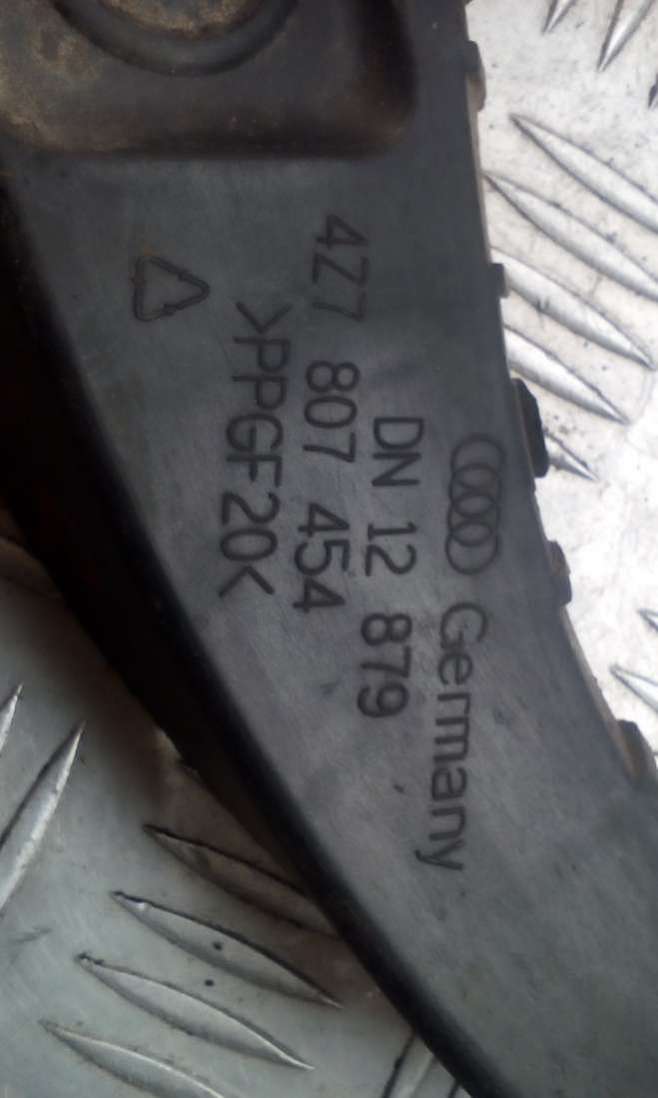 Germany
DN 12 879
4Z7 807 454
>PPGF20<